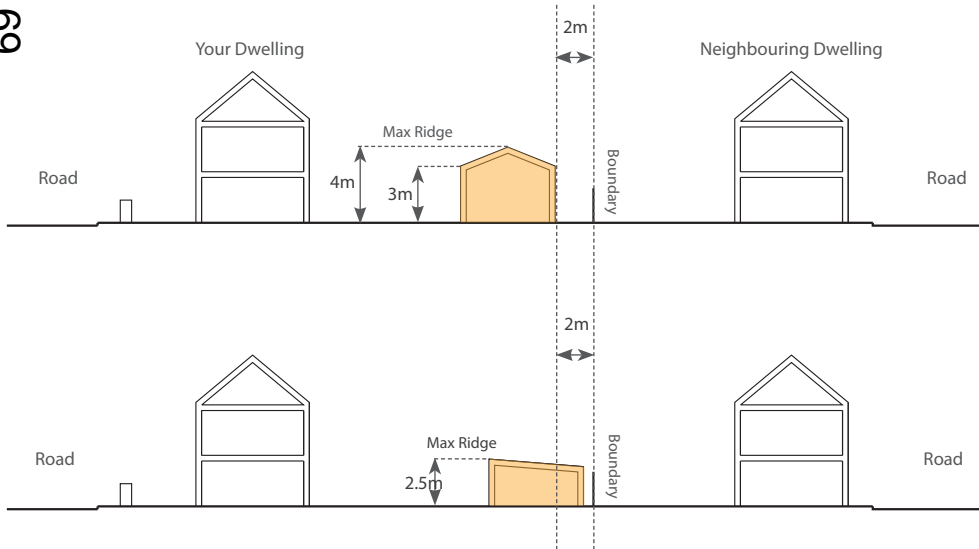 69
2m
Your Dwelling
Neighbouring Dwelling
Max Ridge
Road
4m
3m
Boundary
Road
2m
Max Ridge
Road
2.5m
Boundary
Road